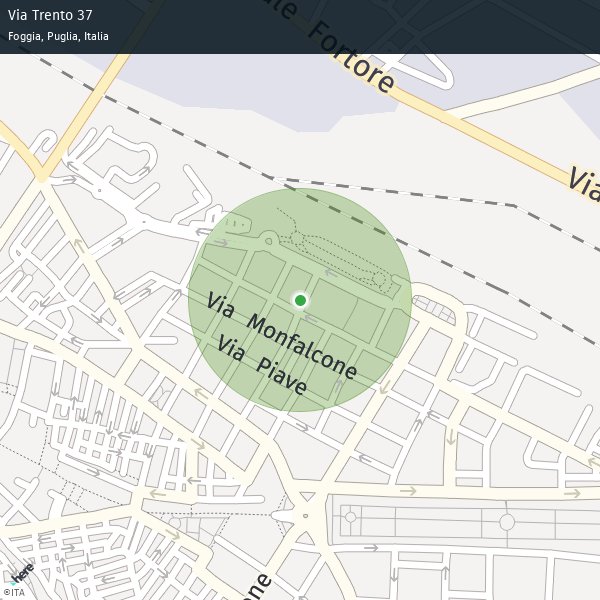 Via Trento 37
Foggia, Puglia, Italia
ale Fortore
Via
Via Monfalcone
Via Piave
one
here
©ITA